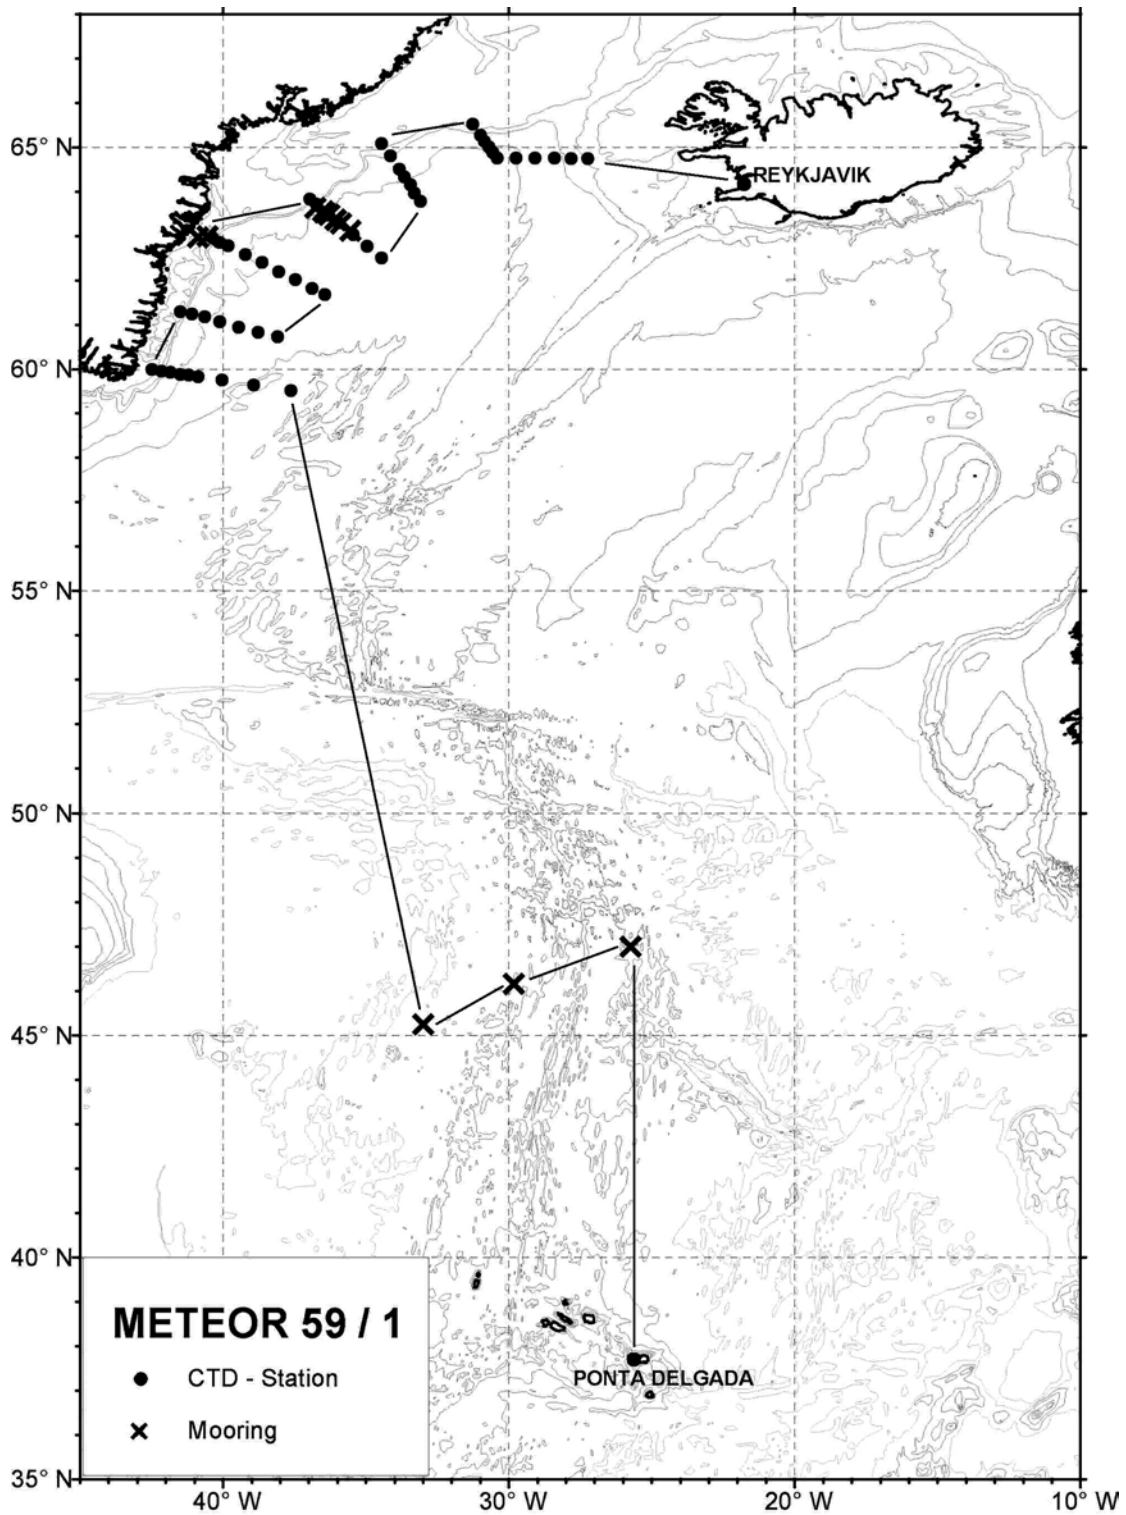 65° N
REYKJAVIK
60° N
55° N
50° N
45° N
40° N
METEOR 59 / 1
CTD - Station
PONTA DELGADA
Mooring
35° N
40° W
30° W
20° W
10° W